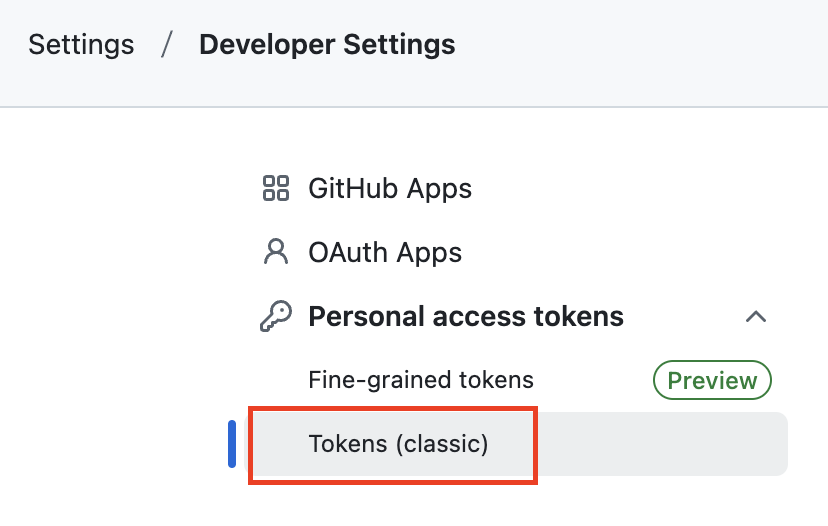 Settings / Developer Settings
GitHub Apps
OAuth Apps
Personal access tokens
Fine-grained tokens Preview
Tokens (classic)